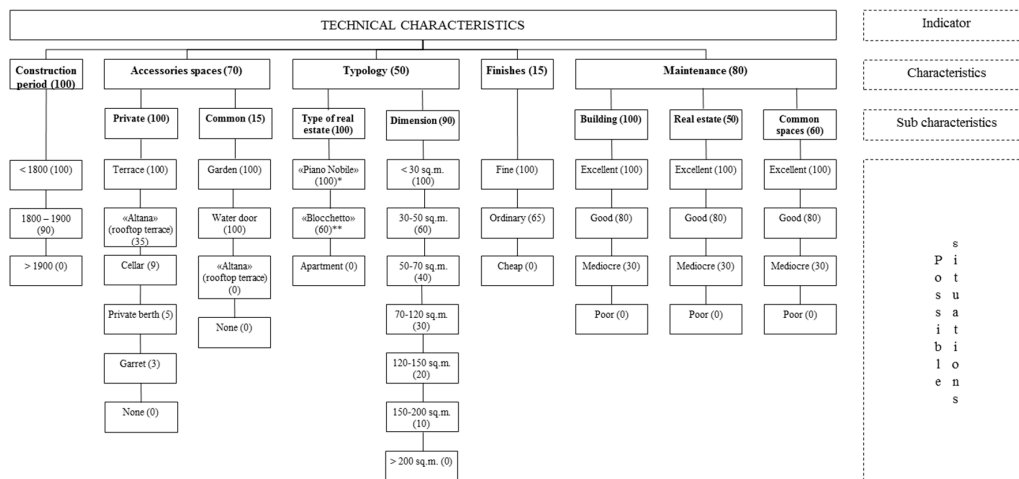 TECHNICAL CHARACTERISTICS
Indicator
Construction
period (100)
Accessories spaces (70)
Typology (50)
Finishes (15)
Maintenance (80)
Characteristics
Private (100)
Common (15)
Type of real
estate (100)
Dimension (90)
Building (100)
Real estate (50)
Common
spaces (60)
Sub characteristics
< 1800 (100)
1800 – 1900
(90)
> 1900 (0)
Terrace (100)
«Altana»
(rooftop terrace)
(35)
Cellar (9)
Private berth (5)
Garret (3)
None (0)
Garden (100)
Water door
(100)
«Altana»
(rooftop terrace)
(0)
None (0)
«Piano Nobile»
(100)*
«Blocchetto»
(60)**
Apartment (0)
< 30 sq.m.
(100)
30-50 sq.m.
(60)
50-70 sq.m.
(40)
70-120 sq.m.
(30)
120-150 sq.m.
(20)
150-200 sq.m.
(10)
> 200 sq.m. (0)
Fine (100)
Ordinary (65)
Cheap (0)
Excellent (100)
Good (80)
Mediocre (30)
Poor (0)
Excellent (100)
Good (80)
Mediocre (30)
Poor (0)
Excellent (100)
Good (80)
Mediocre (30)
Poor (0)
Possible
situations